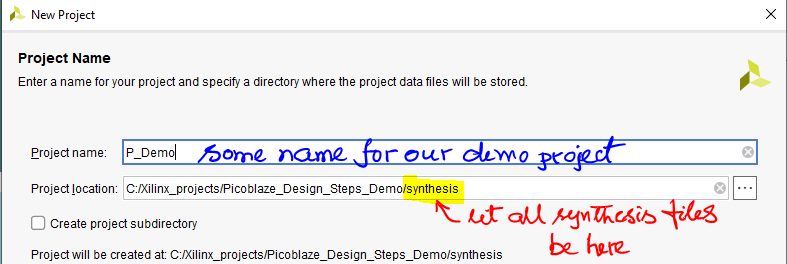 New Project
Project Name
Enter a name for your project and specify a directory where the project data files will be stored.
Project name: P_Demo some name for our demo project
Project location: C:/Xilinx_projects/Picoblaze_Design_Steps_Demo/synthesis
Create project subdirectory
let all synthesis files
be here
Project will be created at: C:/Xilinx_projects/Picoblaze_Design_Steps_Demo/synthesis